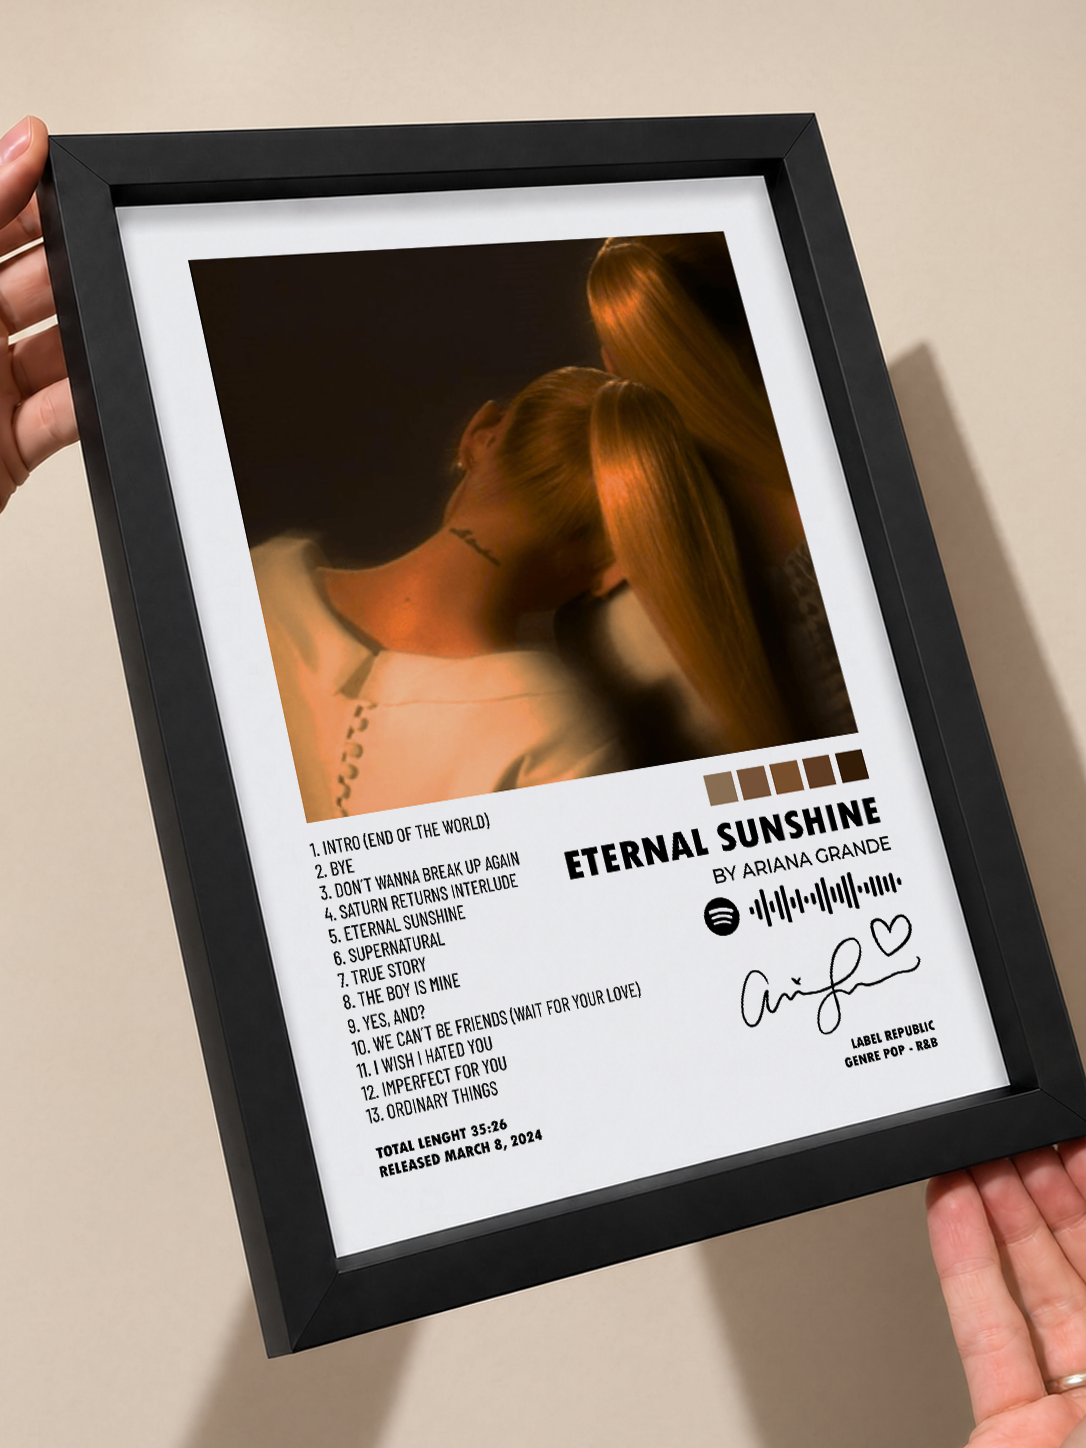 1. INTRO (END OF THE WORLD)
2. BYE
3. DON'T WANNA BREAK UP AGAIN
4. SATURN RETURNS INTERLUDE
5. ETERNAL SUNSHINE
6. SUPERNATURAL
7. TRUE STORY
8. THE BOY IS MINE
9. YES, AND?
10. WE CAN'T BE FRIENDS (WAIT FOR YOUR LOVE)
11. I WISH I HATED YOU
12. IMPERFECT FOR YOU
13. ORDINARY THINGS
TOTAL LENGHT 35:26
RELEASED MARCH 8, 2024
ETERNAL SUNSHINE
BY ARIANA GRANDE
LABEL REPUBLIC
GENRE POP - R&B